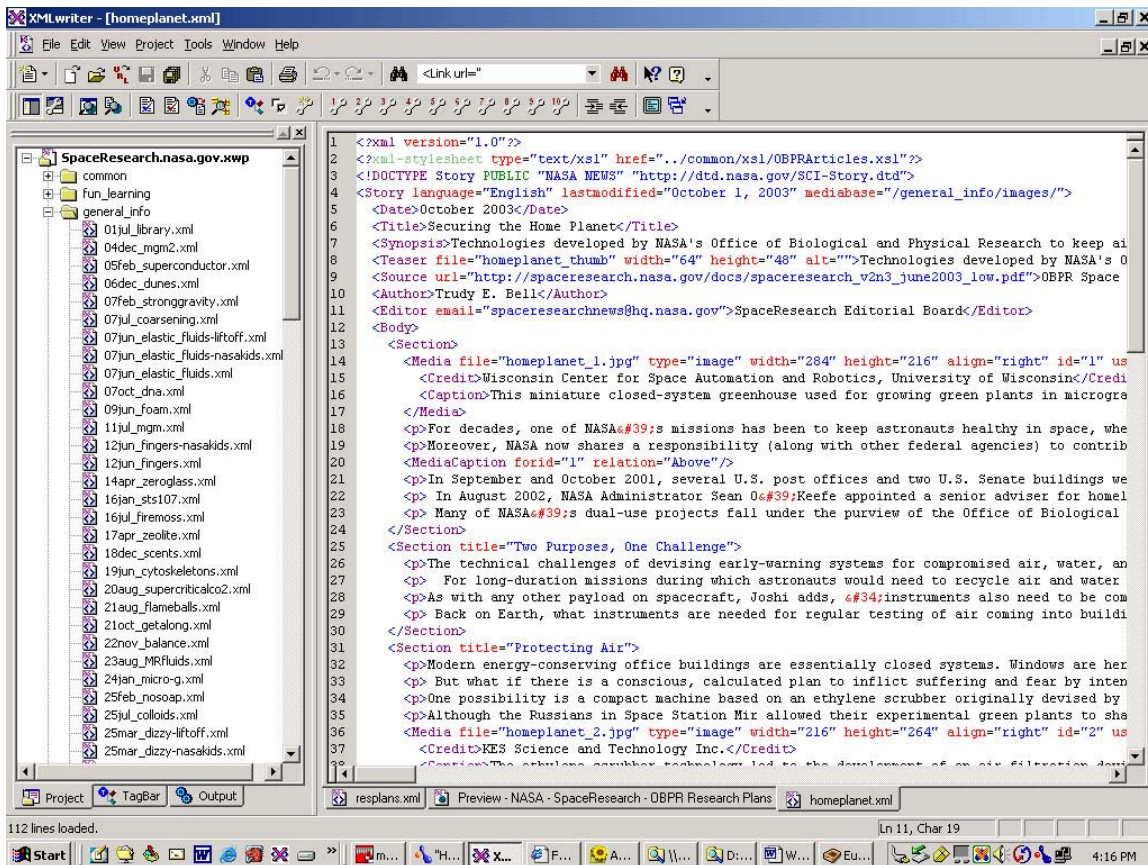 XMLwriter - [homeplanet.xml]
File Edit View Project Tools Window Help
<Link url="
SpaceResearch.nasa.gov.xwp
common
fun_learning
general_info
01jul_library.xml
04dec_mgm2.xml
05feb_superconductor.xml
06dec_dunes.xml
07feb_stronggravity.xml
07jul_coarsening.xml
07jun_elastic_fluids-liftoff.xml
07jun_elastic_fluids-nasakids.xml
07jun_elastic_fluids.xml
07oct_dna.xml
09jun_foam.xml
11jul_mgm.xml
12jun_fingers-nasakids.xml
12jun_fingers.xml
14apr_zeroglass.xml
16jan_sts107.xml
16jul_firemoss.xml
17apr_zeolite.xml
18dec_scents.xml
19jun_cytoskeletons.xml
20aug_supercriticalco2.xml
21aug_flameballs.xml
21oct_getalong.xml
22nov_balance.xml
23aug_MRfluids.xml
24jan_micro-g.xml
25feb_nosoap.xml
25jul_colloids.xml
25mar_dizzy-liftoff.xml
25mar_dizzy-nasakids.xml
Project TagBar Output
1 <?xml version="1.0"?>
2 <?xml-stylesheet type="text/xsl" href="../common/xsl/OBPRArticles.xsl"?>
3 <!DOCTYPE Story PUBLIC "NASA NEWS" "http://dtd.nasa.gov/SCI-Story.dtd">
4 <Story language="English" lastmodified="October 1, 2003" mediabase="/general_info/images/">
5 <Date>October 2003</Date>
6 <Title>Securing the Home Planet</Title>
7 <Synopsis>Technologies developed by NASA's Office of Biological and Physical Research to keep ai
8 <Teaser file="homeplanet_thumb" width="64" height="48" alt="">Technologies developed by NASA's O
9 <Source url="http://spaceresearch.nasa.gov/docs/spaceresearch_v2n3_june2003_low.pdf">OBPR Space
10 <Author>Trudy E. Bell</Author>
11 <Editor email="spaceresearchnews@hq.nasa.gov">SpaceResearch Editorial Board</Editor>
12 <Body>
13 <Section>
14 <Media file="homeplanet_1.jpg" type="image" width="284" height="216" align="right" id="1" us
15 <Credit>Wisconsin Center for Space Automation and Robotics, University of Wisconsin</Credi
16 <Caption>This miniature closed-system greenhouse used for growing green plants in microgra
17 </Media>
18 <p>For decades, one of NASA&#39;s missions has been to keep astronauts healthy in space, whe
19 <p>Moreover, NASA now shares a responsibility (along with other federal agencies) to contrib
20 <MediaCaption forid="1" relation="Above"/>
21 <p>In September and October 2001, several U.S. post offices and two U.S. Senate buildings we
22 <p> In August 2002, NASA Administrator Sean O&#39;Keefe appointed a senior adviser for homel
23 <p> Many of NASA&#39;s dual-use projects fall under the purview of the Office of Biological
24 </Section>
25 <Section title="Two Purposes, One Challenge">
26 <p>The technical challenges of devising early-warning systems for compromised air, water, an
27 <p> For long-duration missions during which astronauts would need to recycle air and water
28 <p>As with any other payload on spacecraft, Joshi adds, &#34;instruments also need to be com
29 <p> Back on Earth, what instruments are needed for regular testing of air coming into buildi
30 </Section>
31 <Section title="Protecting Air">
32 <p>Modern energy-conserving office buildings are essentially closed systems. Windows are her
33 <p> But what if there is a conscious, calculated plan to inflict suffering and fear by inten
34 <p>One possibility is a compact machine based on an ethylene scrubber originally devised by
35 <p>Although the Russians in Space Station Mir allowed their experimental green plants to sha
36 <Media file="homeplanet_2.jpg" type="image" width="216" height="264" align="right" id="2" us
37 <Credit>KES Science and Technology Inc.</Credit>
38 <Caption>The ethylene scrubber technology led to the development of an air filtration devi
resplans.xml Preview - NASA - SpaceResearch - OBPR Research Plans homeplanet.xml
112 lines loaded.
Ln 11, Char 19
Start » m... "H... X... F... A... \\... D:... W... Eu... 4:16 PM